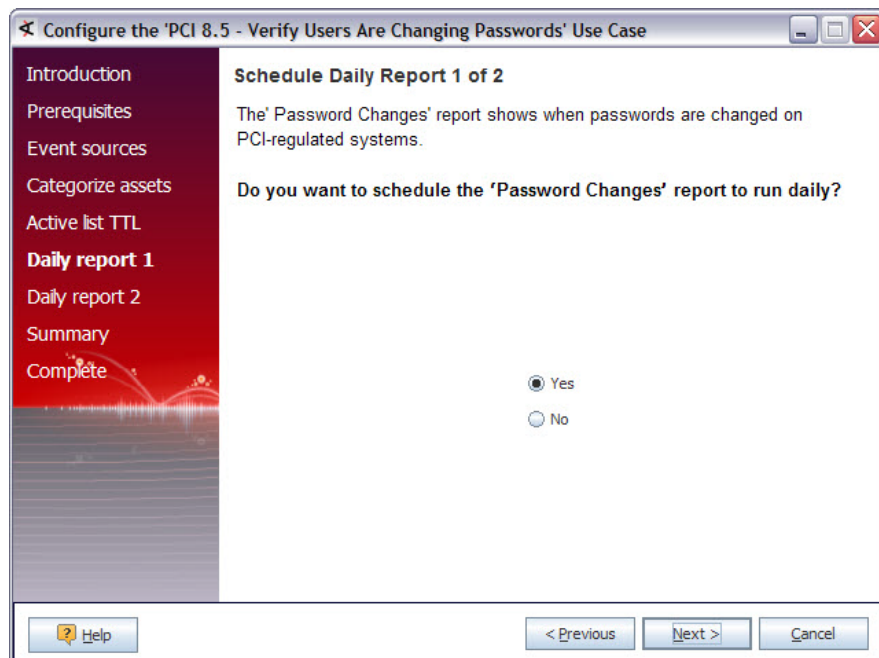 Configure the 'PCI 8.5 - Verify Users Are Changing Passwords' Use Case
Introduction
Prerequisites
Event sources
Categorize assets
Active list TTL
Daily report 1
Daily report 2
Summary
Complete
Schedule Daily Report 1 of 2
The' Password Changes' report shows when passwords are changed on
PCI-regulated systems.
Do you want to schedule the 'Password Changes' report to run daily?
Yes
No
Help
< Previous
Next >
Cancel